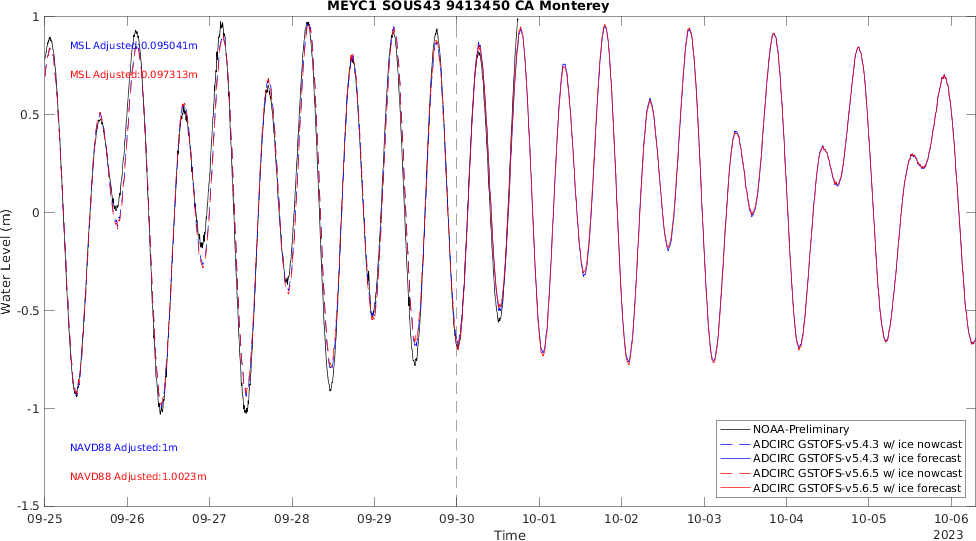 MEYC1 SOUS43 9413450 CA Monterey
1
0.5
0
-0.5
-1
-1.5
Water Level (m)
MSL Adjusted:0.095041m
MSL Adjusted:0.097313m
NAVD88 Adjusted:1m
NAVD88 Adjusted:1.0023m
NOAA-Preliminary
ADCIRC GSTOFS-v5.4.3 w/ ice nowcast
ADCIRC GSTOFS-v5.4.3 w/ ice forecast
ADCIRC GSTOFS-v5.6.5 w/ ice nowcast
ADCIRC GSTOFS-v5.6.5 w/ ice forecast
09-25 09-26 09-27 09-28 09-29 09-30 10-01 10-02 10-03 10-04 10-05 10-06
Time 2023